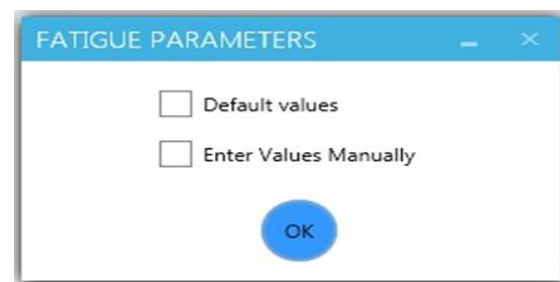 FATIGUE PARAMETERS
Default values
Enter Values Manually
OK